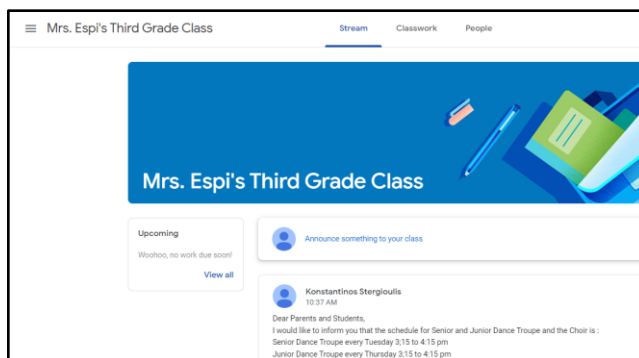 Mrs. Espi's Third Grade Class
Stream
Classwork
People
Mrs. Espi's Third Grade Class
Upcoming
Woohoo, no work due soon!
View all
Announce something to your class
Konstantinos Stergioulis
10:37 AM
Dear Parents and Students,
I would like to inform you that the schedule for Senior and Junior Dance Troupe and the Choir is :
Senior Dance Troupe every Tuesday 3;15 to 4:15 pm
Junior Dance Troupe every Thursday 3;15 to 4:15 pm